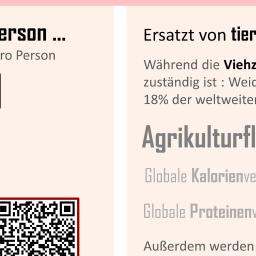 erson ...
ro Person
Ersatzt von tier
Während die Viehz
zuständig ist : Weid
18% der weltweiten
Agrikulturfl
Globale Kalorienve
Globale Proteinenv
Außerdem werden